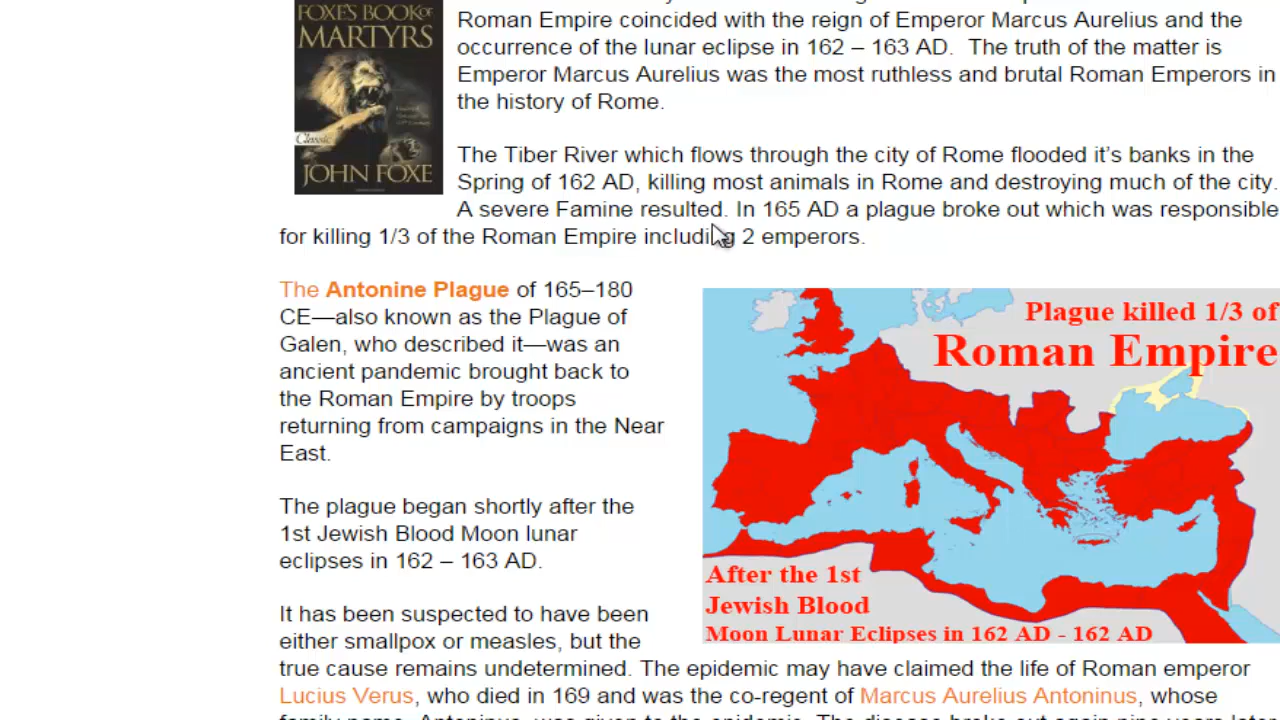 FOXE'S BOOK OF
MARTYRS
Classic
JOHN FOXE
Roman Empire coincided with the reign of Emperor Marcus Aurelius and the
occurrence of the lunar eclipse in 162 – 163 AD.  The truth of the matter is
Emperor Marcus Aurelius was the most ruthless and brutal Roman Emperors in
the history of Rome.
The Tiber River which flows through the city of Rome flooded it’s banks in the
Spring of 162 AD, killing most animals in Rome and destroying much of the city.
A severe Famine resulted. In 165 AD a plague broke out which was responsible
for killing 1/3 of the Roman Empire including 2 emperors.
The Antonine Plague of 165–180
CE—also known as the Plague of
Galen, who described it—was an
ancient pandemic brought back to
the Roman Empire by troops
returning from campaigns in the Near
East.
The plague began shortly after the
1st Jewish Blood Moon lunar
eclipses in 162 – 163 AD.
It has been suspected to have been
either smallpox or measles, but the
Plague killed 1/3 of
Roman Empire
After the 1st
Jewish Blood
Moon Lunar Eclipses in 162 AD - 162 AD
true cause remains undetermined. The epidemic may have claimed the life of Roman emperor
Lucius Verus, who died in 169 and was the co-regent of Marcus Aurelius Antoninus, whose